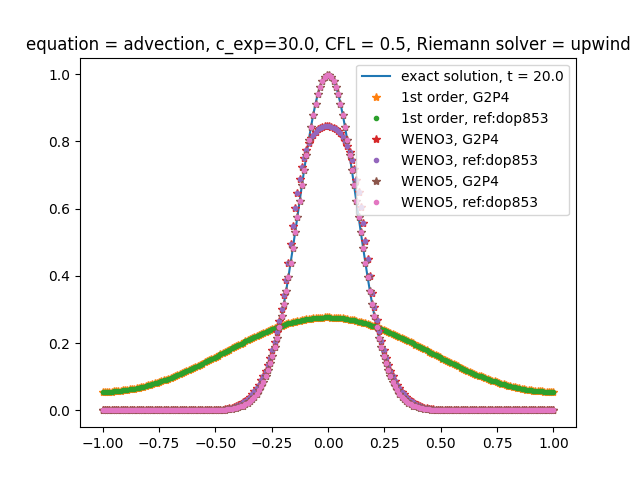 equation = advection, c_exp=30.0, CFL = 0.5, Riemann solver = upwind
exact solution, t = 20.0
1st order, G2P4
1st order, ref:dop853
WENO3, G2P4
WENO3, ref:dop853
WENO5, G2P4
WENO5, ref:dop853
1.0
0.8
0.6
0.4
0.2
0.0
−1.00 −0.75 −0.50 −0.25 0.00 0.25 0.50 0.75 1.00